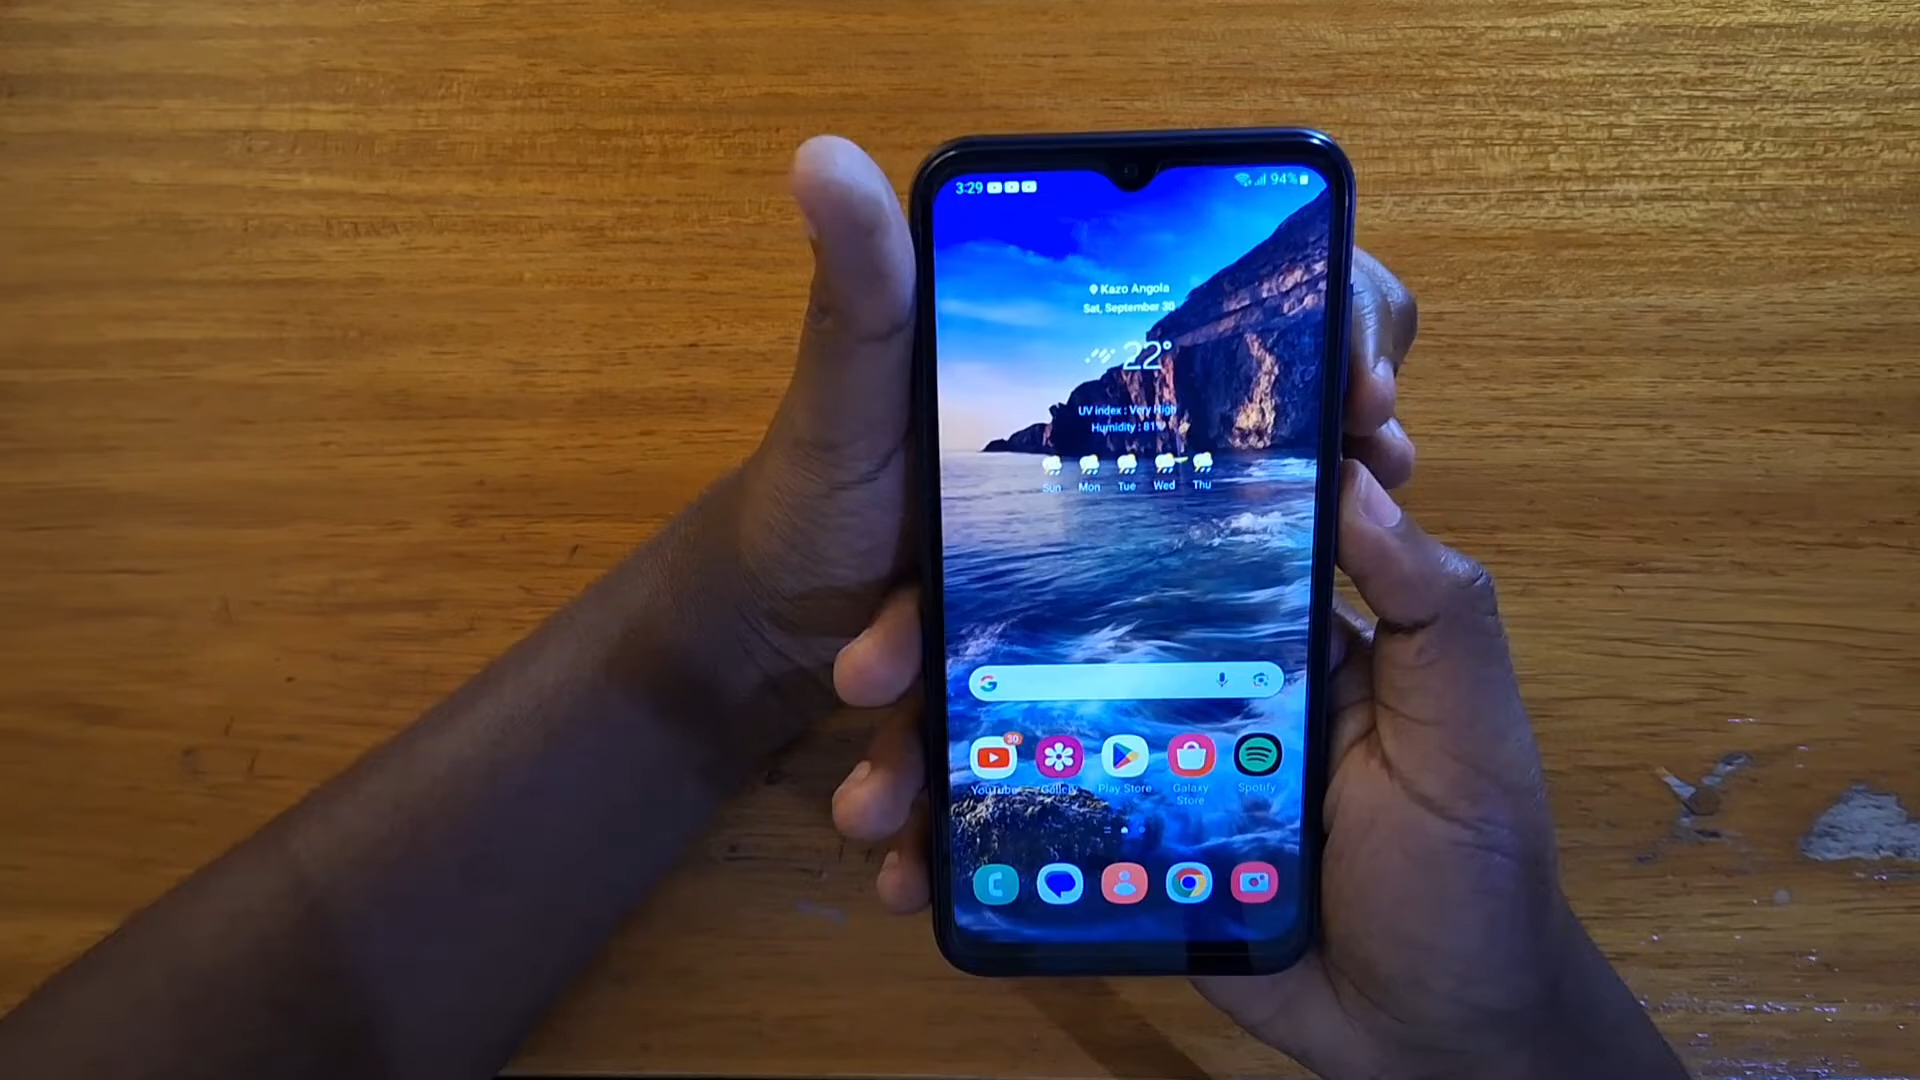 3:29
94%
Kazo Angola
Sat, September 30
22°
UV index : Very High
Humidity : 81%
Sun Mon Tue Wed Thu
30
YouTube Gallery Play Store Galaxy Store Spotify